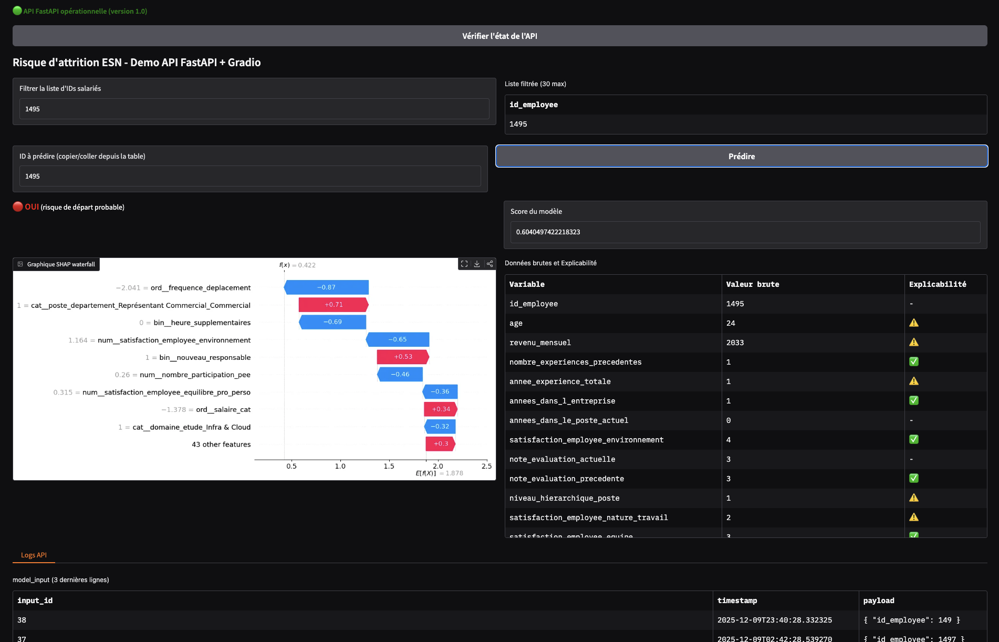 API FastAPI opérationnelle (version 1.0)
Vérifier l'état de l'API
Risque d'attrition ESN - Demo API FastAPI + Gradio
Filtrer la liste d'IDs salariés
1495
Liste filtrée (30 max)
id_employee
1495
ID à prédire (copier/coller depuis la table)
1495
Prédire
OUI (risque de départ probable)
Score du modèle
0.6040497422218323
Graphique SHAP waterfall
f(x) = 0.422
−2.041 = ord__frequence_deplacement −0.87
1 = cat__poste_departement_Représentant Commercial_Commercial +0.71
0 = bin__heure_supplementaires −0.69
1.164 = num__satisfaction_employee_environnement −0.65
1 = bin__nouveau_responsable +0.53
0.26 = num__nombre_participation_pee −0.46
0.315 = num__satisfaction_employee_equilibre_pro_perso −0.36
−1.378 = ord__salaire_cat +0.34
1 = cat__domaine_etude_Infra & Cloud −0.32
43 other features +0.3
0.5 1.0 1.5 2.0 2.5
E[f(X)] = 1.878
Données brutes et Explicabilité
Variable Valeur brute Explicabilité
id_employee 1495 -
age 24
revenu_mensuel 2033
nombre_experiences_precedentes 1
annee_experience_totale 1
annees_dans_l_entreprise 1
annees_dans_le_poste_actuel 0 -
satisfaction_employee_environnement 4
note_evaluation_actuelle 3 -
note_evaluation_precedente 3
niveau_hierarchique_poste 1
satisfaction_employee_nature_travail 2
satisfaction_employee_equipe 3
Logs API
model_input (3 dernières lignes)
input_id timestamp payload
38 2025-12-09T23:40:28.332325 { "id_employee": 149 }
37 2025-12-09T02:42:28.539270 { "id_employee": 1497 }